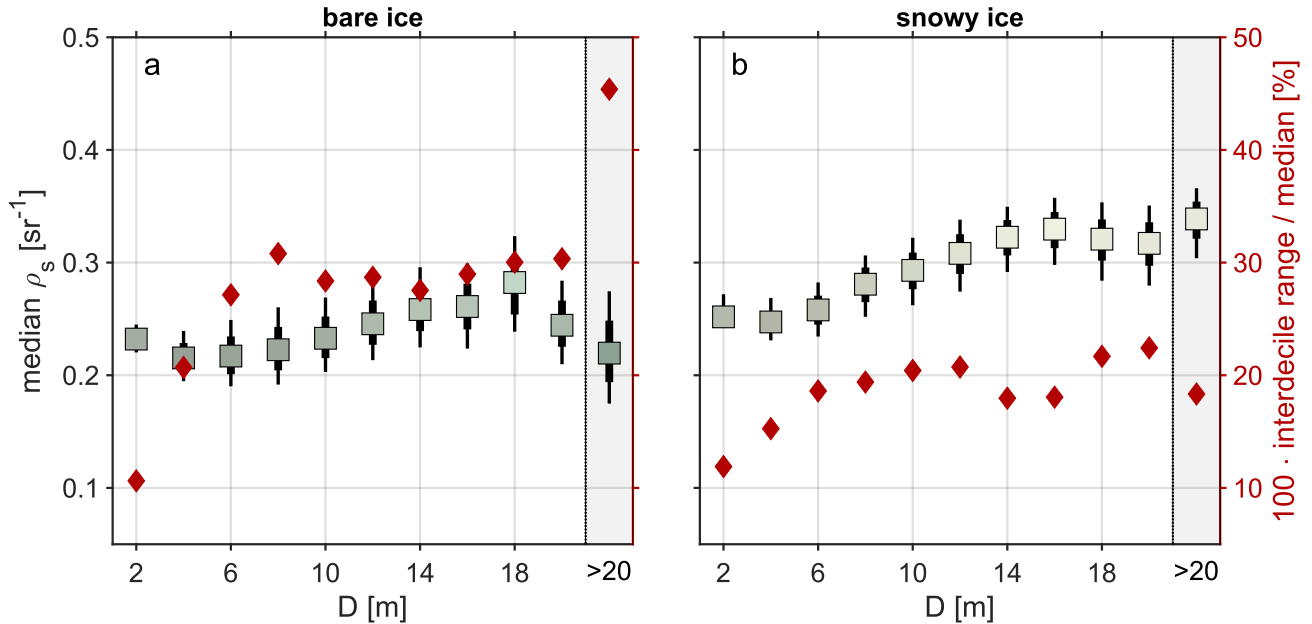 bare ice
snowy ice
a
b
0.5
0.4
0.3
0.2
0.1
median ρs [sr-1]
50
40
30
20
10
100 · interdecile range / median [%]
2 6 10 14 18 >20
D [m]
2 6 10 14 18 >20
D [m]